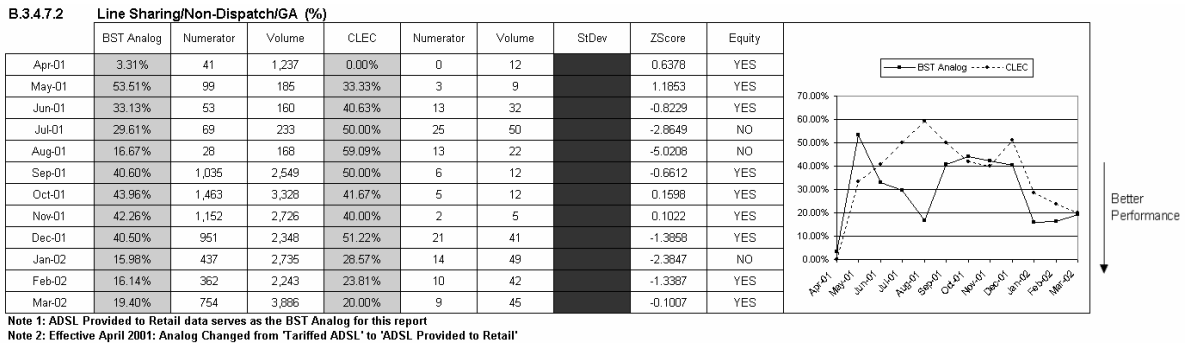 B.3.4.7.2 Line Sharing/Non-Dispatch/GA (%)
BST Analog Numerator Volume CLEC Numerator Volume StDev ZScore Equity
Apr-01 3.31% 41 1,237 0.00% 0 12 0.6378 YES
May-01 53.51% 99 185 33.33% 3 9 1.1853 YES
Jun-01 33.13% 53 160 40.63% 13 32 -0.8229 YES
Jul-01 29.61% 69 233 50.00% 25 50 -2.8649 NO
Aug-01 16.67% 28 168 59.09% 13 22 -5.0208 NO
Sep-01 40.60% 1,035 2,549 50.00% 6 12 -0.6612 YES
Oct-01 43.96% 1,463 3,328 41.67% 5 12 0.1598 YES
Nov-01 42.26% 1,152 2,726 40.00% 2 5 0.1022 YES
Dec-01 40.50% 951 2,348 51.22% 21 41 -1.3858 YES
Jan-02 15.98% 437 2,735 28.57% 14 49 -2.3847 NO
Feb-02 16.14% 362 2,243 23.81% 10 42 -1.3387 YES
Mar-02 19.40% 754 3,886 20.00% 9 45 -0.1007 YES
BST Analog CLEC
70.00%
60.00%
50.00%
40.00%
30.00%
20.00%
10.00%
0.00%
Apr-01 May-01 Jun-01 Jul-01 Aug-01 Sep-01 Oct-01 Nov-01 Dec-01 Jan-02 Feb-02 Mar-02
Better
Performance
Note 1: ADSL Provided to Retail data serves as the BST Analog for this report
Note 2: Effective April 2001: Analog Changed from 'Tariffed ADSL' to 'ADSL Provided to Retail'